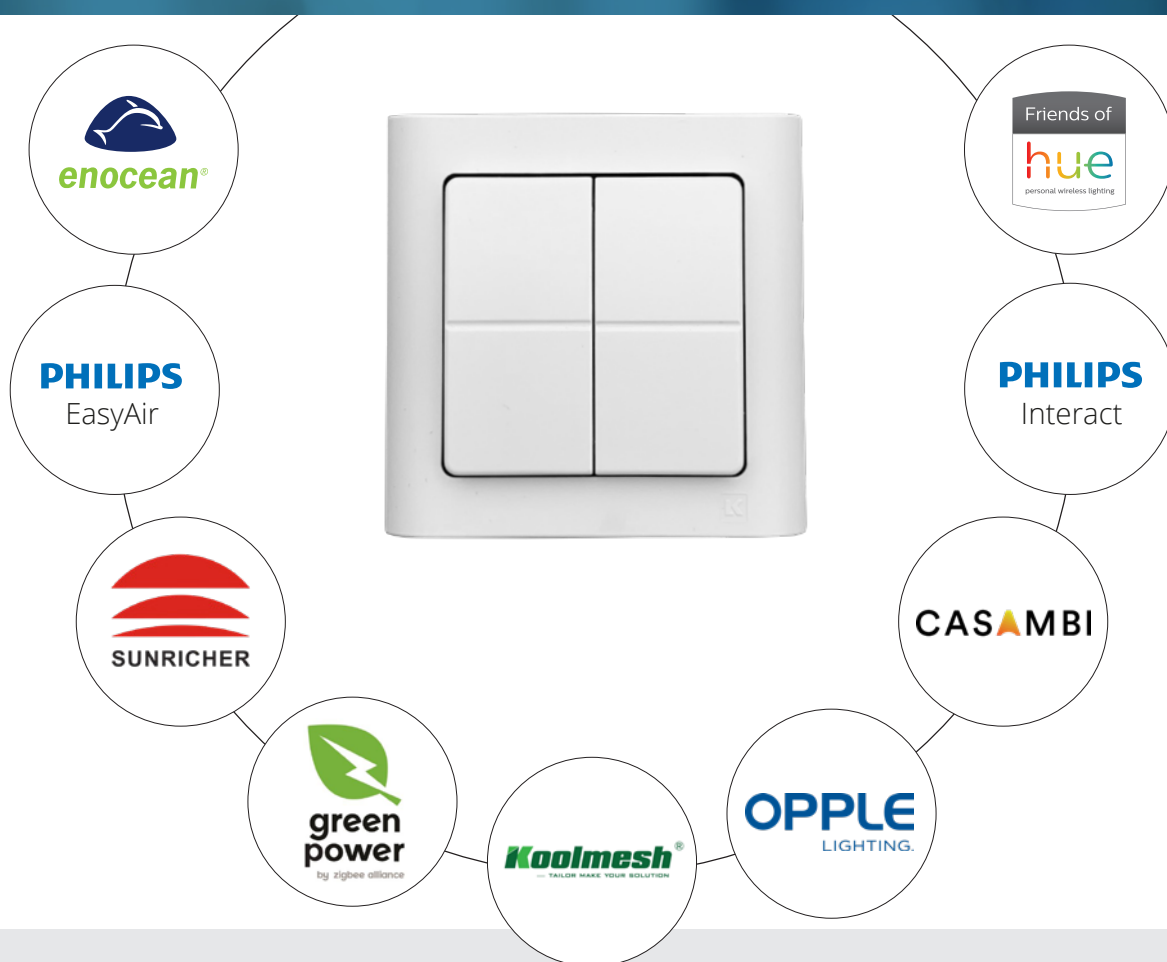 enocean®
Friends of
hue
personal wireless lighting
PHILIPS
EasyAir
PHILIPS
Interact
SUNRICHER
CASAMBI
green
power
by zigbee alliance
Koolmesh®
TAILOR MAKE YOUR SOLUTION
OPPLE
LIGHTING.
K